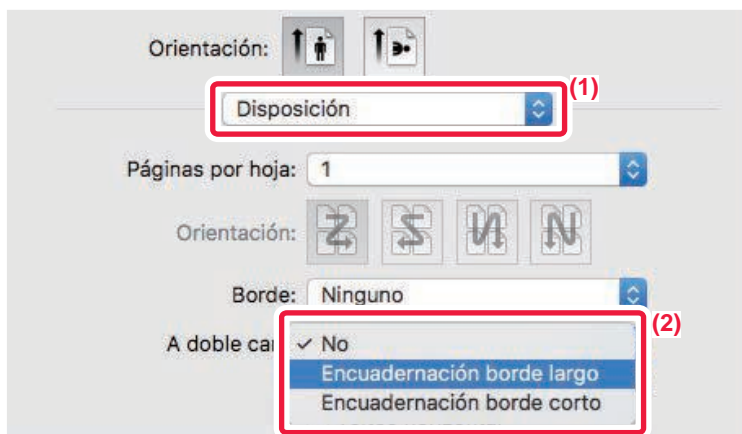 Orientación:
(1)
Disposición
Páginas por hoja: 1
Orientación:
Borde: Ninguno
(2)
A doble car
✓ No
Encuadernación borde largo
Encuadernación borde corto